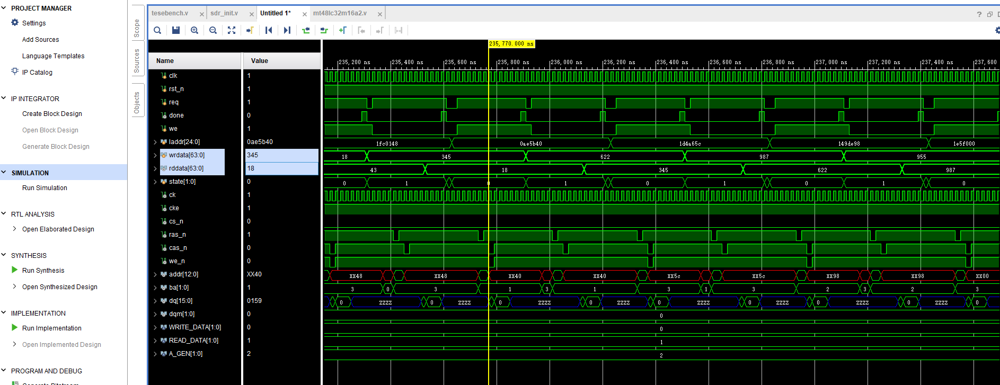 PROJECT MANAGER
Settings
Add Sources
Language Templates
IP Catalog
IP INTEGRATOR
Create Block Design
Open Block Design
Generate Block Design
SIMULATION
Run Simulation
RTL ANALYSIS
Open Elaborated Design
SYNTHESIS
Run Synthesis
Open Synthesized Design
IMPLEMENTATION
Run Implementation
Open Implemented Design
PROGRAM AND DEBUG
Generate Bitstream
Scope
Sources
Objects
tesebench.v
sdr_init.v
Untitled 1*
mt48lc32m16a2.v
?
235,770.000 ns
235,200 ns 235,400 ns 235,600 ns 235,800 ns 236,000 ns 236,200 ns 236,400 ns 236,600 ns 236,800 ns 237,000 ns 237,200 ns 237,400 ns 237,600
Name Value
clk 1
rst_n 1
req 1
done 0
we 1
laddr[24:0] 0ae5b40 1fc0148 0ae5b40 1d4a65c 149de98 1e5f000
wrdata[63:0] 345 18 345 622 987 955
rddata[63:0] 18 43 18 345 622 987
state[1:0] 0 0 1 0 1 0 1 0 1 0
ck 1
cke 1
cs_n 0
ras_n 1
cas_n 0
we_n 0
addr[12:0] XX40 XX48 XX48 XX40 XX40 XX5c XX5c XX98 XX98 XX00
ba[1:0] 1 3 0 3 1 3 1 3 1 3 2 3 2 3
dq[15:0] 0159 0 ZZZZ 0 ZZZZ 0 ZZZZ 0 ZZZZ 0 ZZZZ 0 ZZZZ 0 ZZZZ 0 ZZZZ 0
dqm[1:0] 0 0
WRITE_DATA[1:0] 0 0
READ_DATA[1:0] 1 1
A_GEN[1:0] 2 2